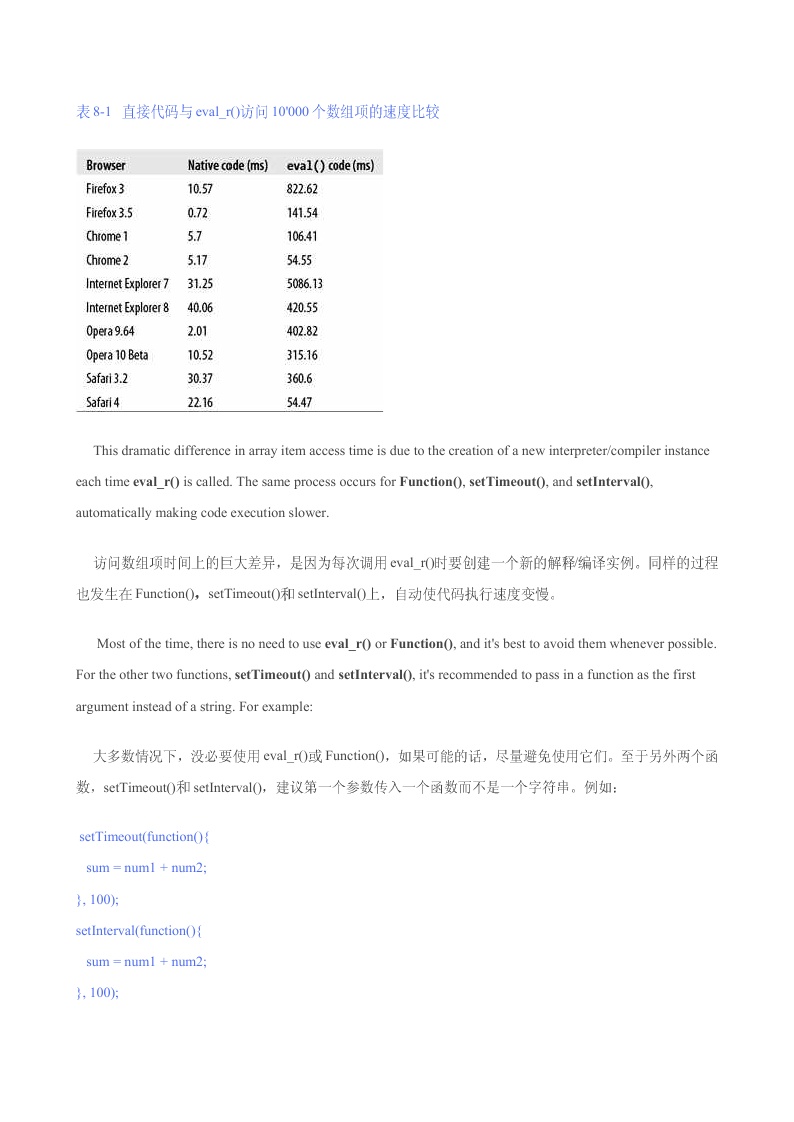 表 8-1 直接代码与 eval_r()访问 10'000 个数组项的速度比较
Browser Native code (ms) eval() code (ms)
Firefox 3 10.57 822.62
Firefox 3.5 0.72 141.54
Chrome 1 5.7 106.41
Chrome 2 5.17 54.55
Internet Explorer 7 31.25 5086.13
Internet Explorer 8 40.06 420.55
Opera 9.64 2.01 402.82
Opera 10 Beta 10.52 315.16
Safari 3.2 30.37 360.6
Safari 4 22.16 54.47
This dramatic difference in array item access time is due to the creation of a new interpreter/compiler instance
each time eval_r() is called. The same process occurs for Function(), setTimeout(), and setInterval(),
automatically making code execution slower.
访问数组项时间上的巨大差异，是因为每次调用 eval_r()时要创建一个新的解释/编译实例。同样的过程
也发生在 Function()，setTimeout()和 setInterval()上，自动使代码执行速度变慢。
Most of the time, there is no need to use eval_r() or Function(), and it's best to avoid them whenever possible.
For the other two functions, setTimeout() and setInterval(), it's recommended to pass in a function as the first
argument instead of a string. For example:
大多数情况下，没必要使用 eval_r()或 Function()，如果可能的话，尽量避免使用它们。至于另外两个函
数，setTimeout()和 setInterval()，建议第一个参数传入一个函数而不是一个字符串。例如：
setTimeout(function(){
sum = num1 + num2;
}, 100);
setInterval(function(){
sum = num1 + num2;
}, 100);